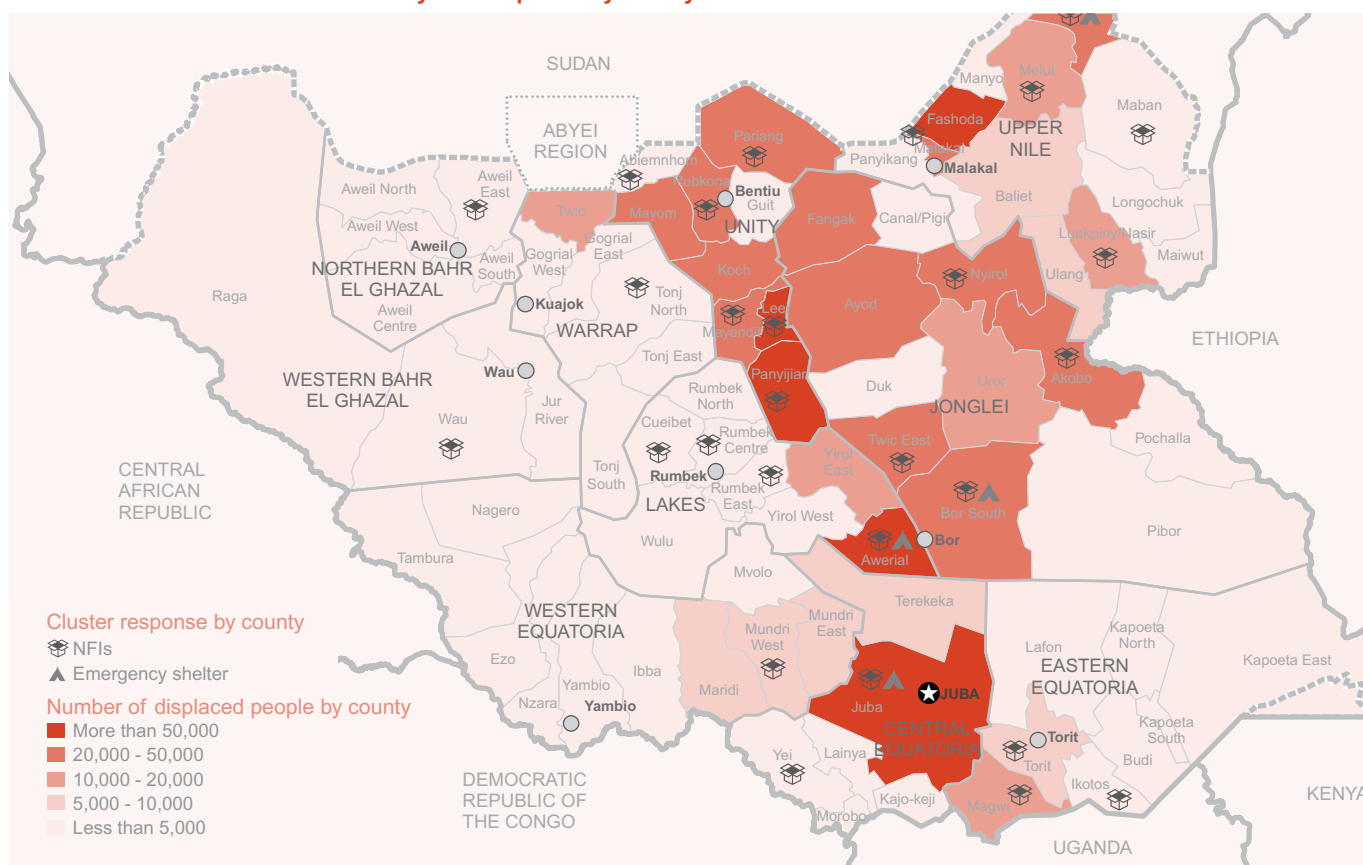 SUDAN
Manyo
Melut
Maban
Fashoda
UPPER
NILE
ABYEI
REGION
Pariang
Malakal
Malakal
Panyikang
Abiemnhom
Aweil North
Aweil
East
Rubkona
Bentiu
Guit
Baliet
Longochuk
Twic
Mayom
Fangak
Canal/Pigi
UNITY
Aweil West
Aweil
Aweil
South
Gogrial
West
Gogrial
East
Luakpiny/Nasir
Maiwut
NORTHERN BAHR
EL GHAZAL
Koch
Nyirol
Ulang
Raga
Tonj
North
Kuajok
Aweil
Centre
WARRAP
Leer
Mayendit
Ayod
ETHIOPIA
Tonj East
WESTERN BAHR
EL GHAZAL
Wau
Rumbek
North
Panyijiar
Duk
Uror
Akobo
JONGLEI
Wau
Jur
River
Cueibet
Rumbek
Centre
Twic East
Pochalla
CENTRAL
AFRICAN
REPUBLIC
Tonj
South
Rumbek
Rumbek
East
Yirol
East
LAKES
Yirol West
Bor South
Nagero
Wulu
Awerial
Bor
Pibor
Tambura
Mvolo
Terekeka
WESTERN
EQUATORIA
Mundri
West
Mundri
East
Kapoeta
North
Lafon
EASTERN
EQUATORIA
Kapoeta East
Ezo
Ibba
Yambio
Maridi
Nzara
Yambio
Juba
JUBA
CENTRAL
EQUATORIA
Kapoeta
South
Torit
Torit
Budi
Yei
Lainya
Ikotos
Kajo-keji
Magwi
Morobo
DEMOCRATIC
REPUBLIC OF
THE CONGO
UGANDA
KENYA
Cluster response by county
NFIs
Emergency shelter
Number of displaced people by county
More than 50,000
20,000 - 50,000
10,000 - 20,000
5,000 - 10,000
Less than 5,000